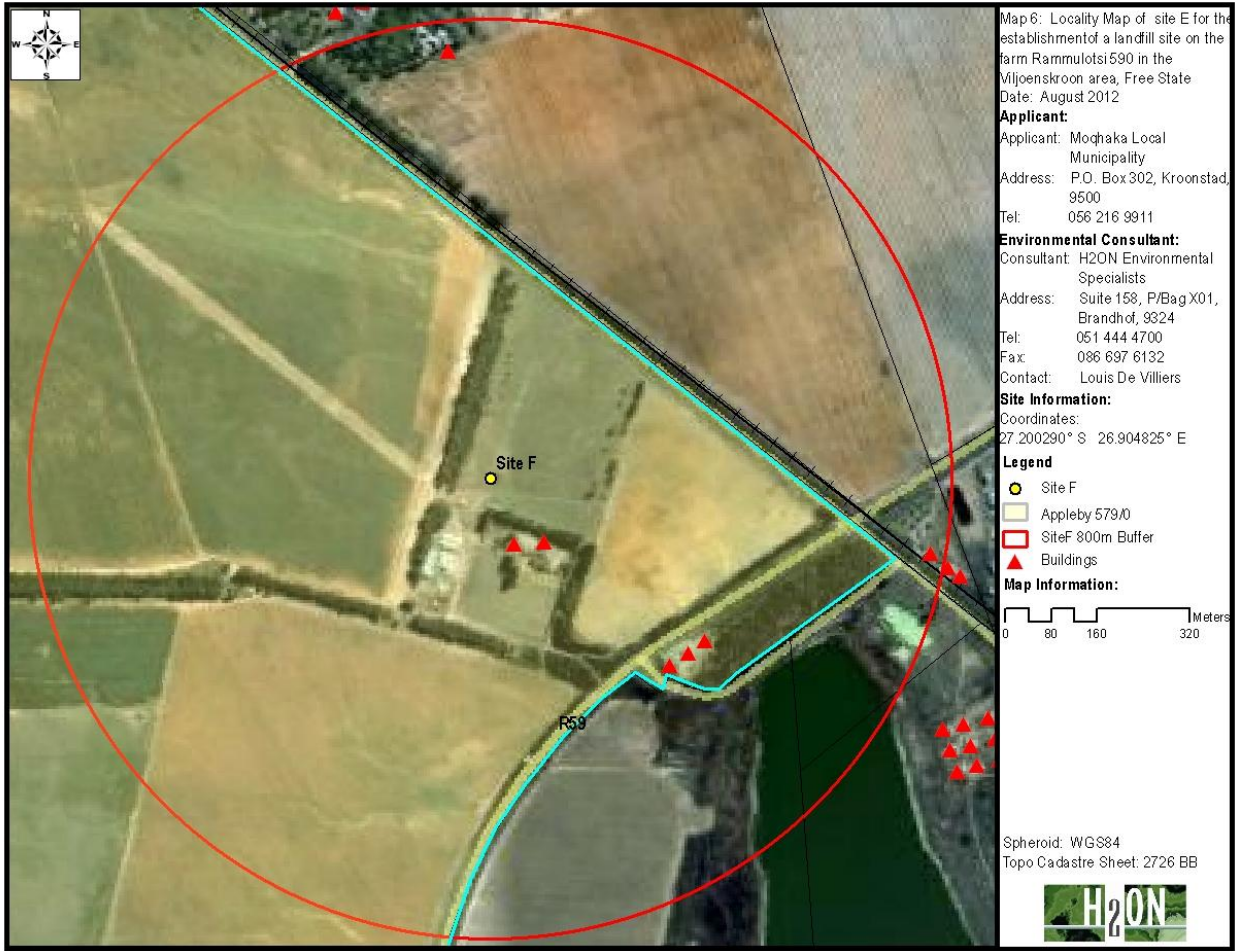 N
W E
S
Site F
R59
Map 6: Locality Map of site E for the
establishmentof a landfill site on the
farm Rammulotsi 590 in the
Viljoenskroon area, Free State
Date: August 2012
Applicant:
Applicant: Moqhaka Local
Municipality
Address: P.O. Box 302, Kroonstad,
9500
Tel: 056 216 9911
Environmental Consultant:
Consultant: H2ON Environmental
Specialists
Address: Suite 158, P/Bag X01,
Brandhof, 9324
Tel: 051 444 4700
Fax: 086 697 6132
Contact: Louis De Villiers
Site Information:
Coordinates:
27.200290° S 26.904825° E
Legend
Site F
Appleby 579/0
SiteF 800m Buffer
Buildings
Map Information:
Meters
0 80 160 320
Spheroid: WGS84
Topo Cadastre Sheet: 2726 BB
H2ON